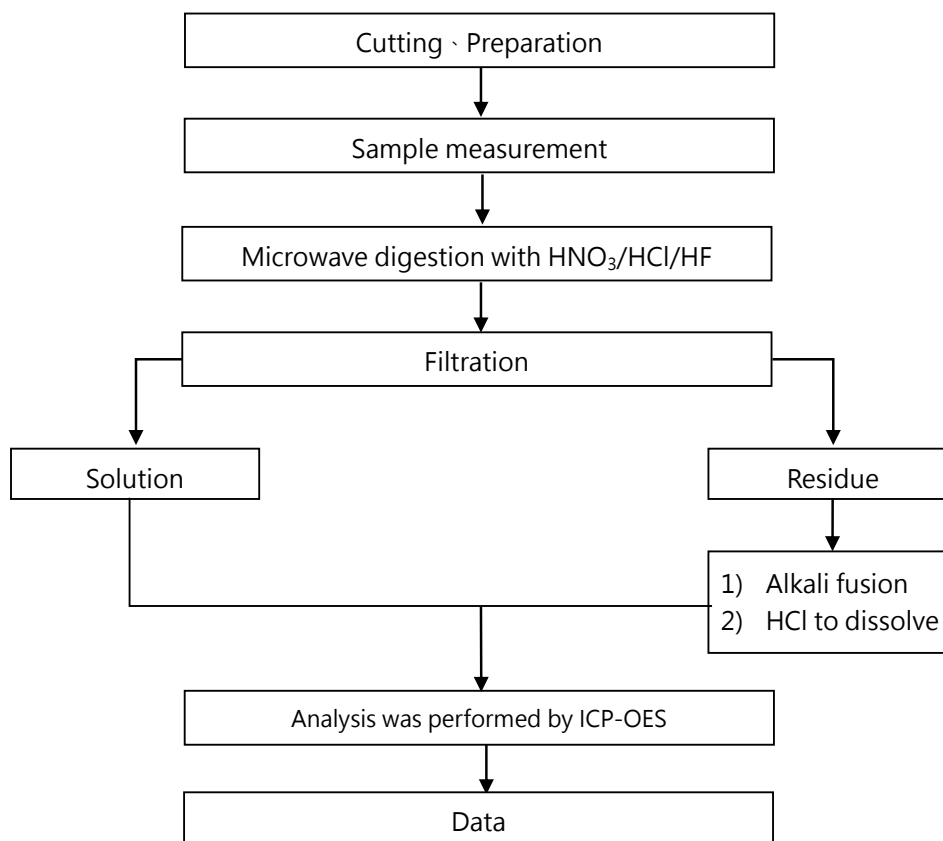 Cutting、Preparation
Sample measurement
Microwave digestion with HNO₃/HCl/HF
Filtration
Solution
Residue
1) Alkali fusion
2) HCl to dissolve
Analysis was performed by ICP-OES
Data